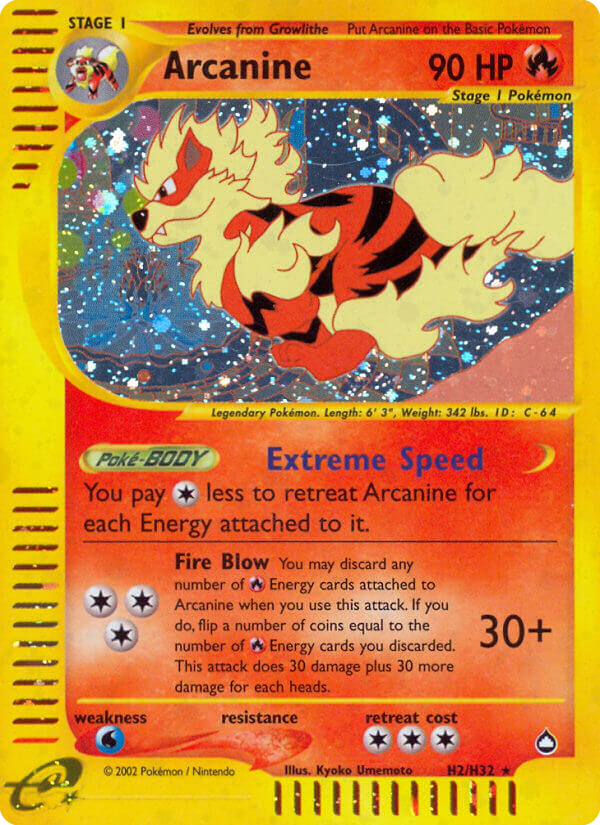 STAGE 1 Evolves from Growlithe Put Arcanine on the Basic Pokémon
Arcanine 90 HP
Stage 1 Pokémon
Legendary Pokémon. Length: 6' 3", Weight: 342 lbs. ID: C-64
Poké-BODY Extreme Speed
You pay less to retreat Arcanine for
each Energy attached to it.
Fire Blow You may discard any
number of Energy cards attached to
Arcanine when you use this attack. If you
do, flip a number of coins equal to the
number of Energy cards you discarded.
This attack does 30 damage plus 30 more
damage for each heads.
30+
weakness resistance retreat cost
© 2002 Pokémon / Nintendo Illus. Kyoko Umemoto H2/H32 ★
e